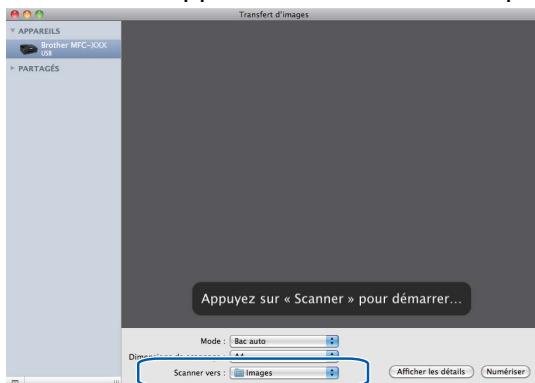 Transfert d'images
APPAREILS
Brother MFC-XXX
USB
PARTAGÉS
Appuyez sur « Scanner » pour démarrer...
Mode : Bac auto
A4
Scanner vers : Images
Afficher les détails Numériser